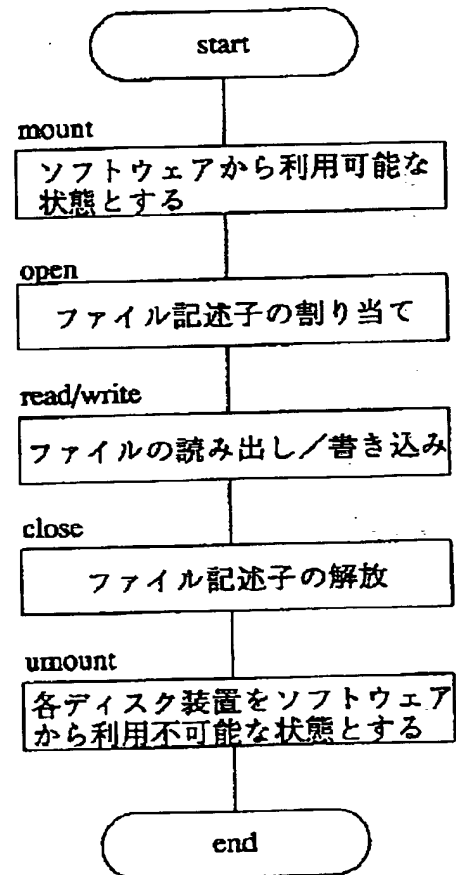 start
mount
ソフトウェアから利用可能な
状態とする
open
ファイル記述子の割り当て
read/write
ファイルの読み出し／書き込み
close
ファイル記述子の解放
umount
各ディスク装置をソフトウェア
から利用不可能な状態とする
end